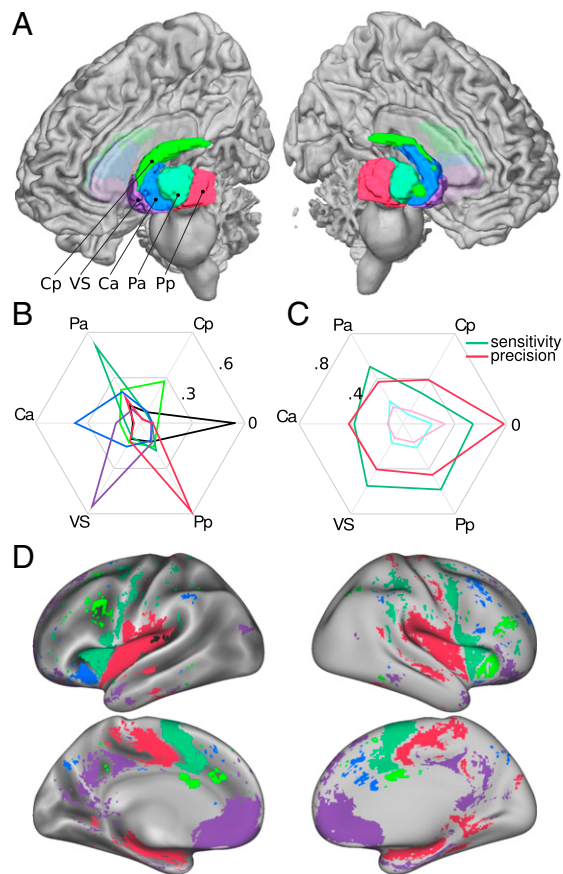 A
Cp VS Ca Pa Pp
B
C
Pa
Cp
Pa
Cp
sensitivity
precision
.6
.8
.3
.4
Ca
0
Ca
0
VS
Pp
VS
Pp
D